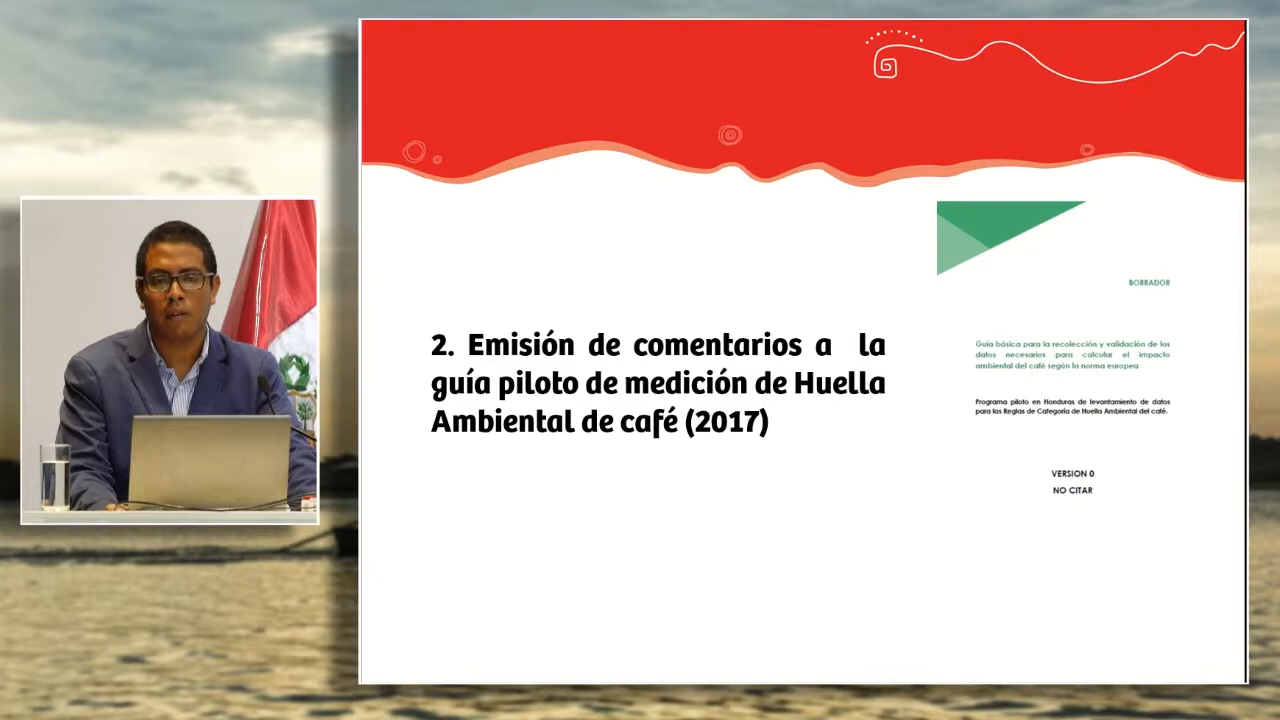 2. Emisión de comentarios a la
guía piloto de medición de Huella
Ambiental de café (2017)
BORRADOR
Guía básica para la recolección y validación de los
datos necesarios para calcular el impacto
ambiental del café según la norma europea
Programa piloto en Honduras de levantamiento de datos
para las Reglas de Categoría de Huella Ambiental del café.
VERSION 0
NO CITAR